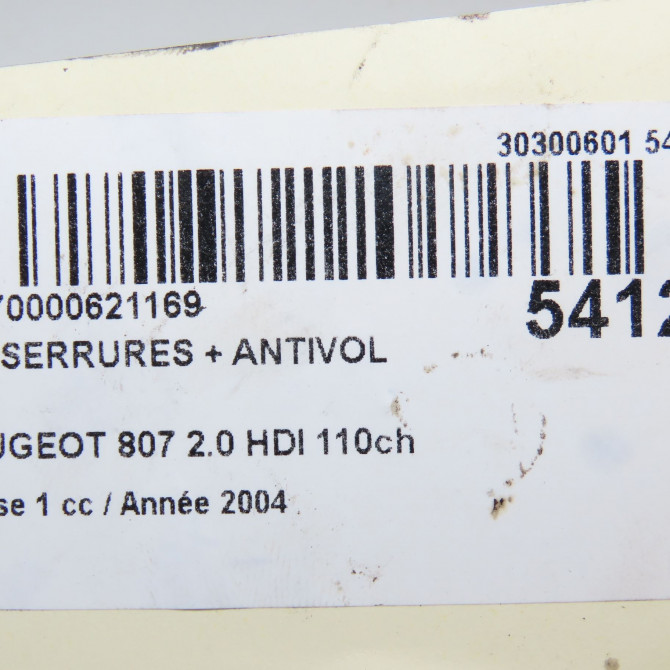 30300601 54
70000621169
5412
SERRURES + ANTIVOL
UGEOT 807 2.0 HDI 110ch
se 1 cc / Année 2004